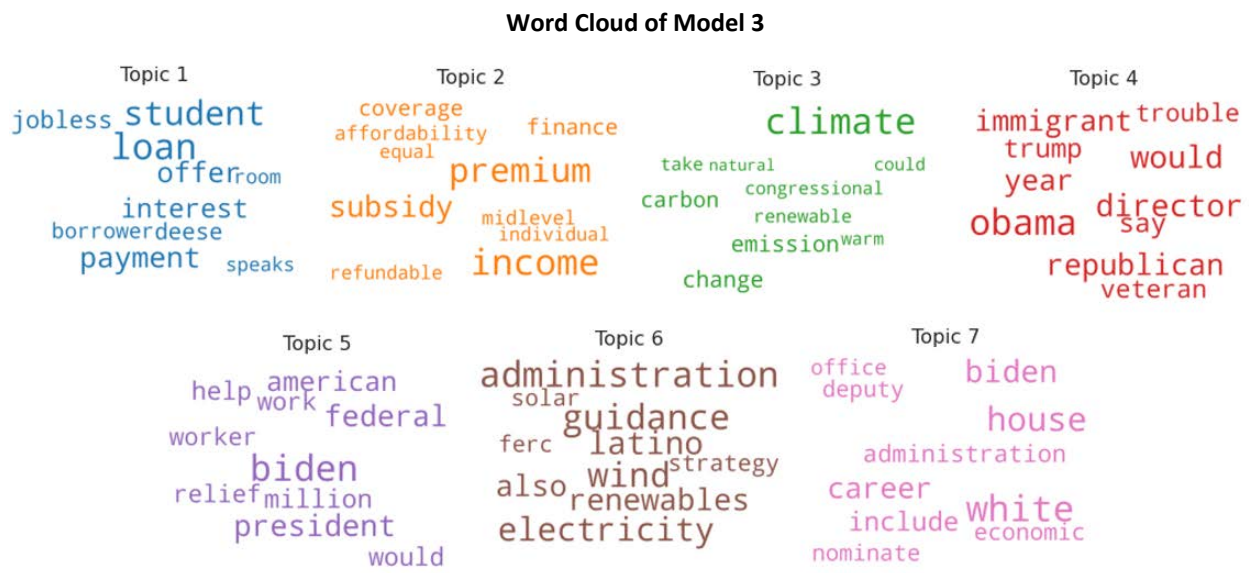 Word Cloud of Model 3
Topic 1
jobless student
loan
offer room
interest
borrower deese
payment speaks
Topic 2
coverage
affordability finance
equal
premium
subsidy midlevel
individual
refundable income
Topic 3
climate
take natural could
congressional
carbon
renewable
emission warm
change
Topic 4
immigrant trouble
trump would
year
director
obama say
republican
veteran
Topic 5
help american
work federal
worker
biden
relief million
president
would
Topic 6
administration
solar
guidance
ferc latino
wind strategy
also renewables
electricity
Topic 7
office biden
deputy
house
administration
career
include white
economic
nominate